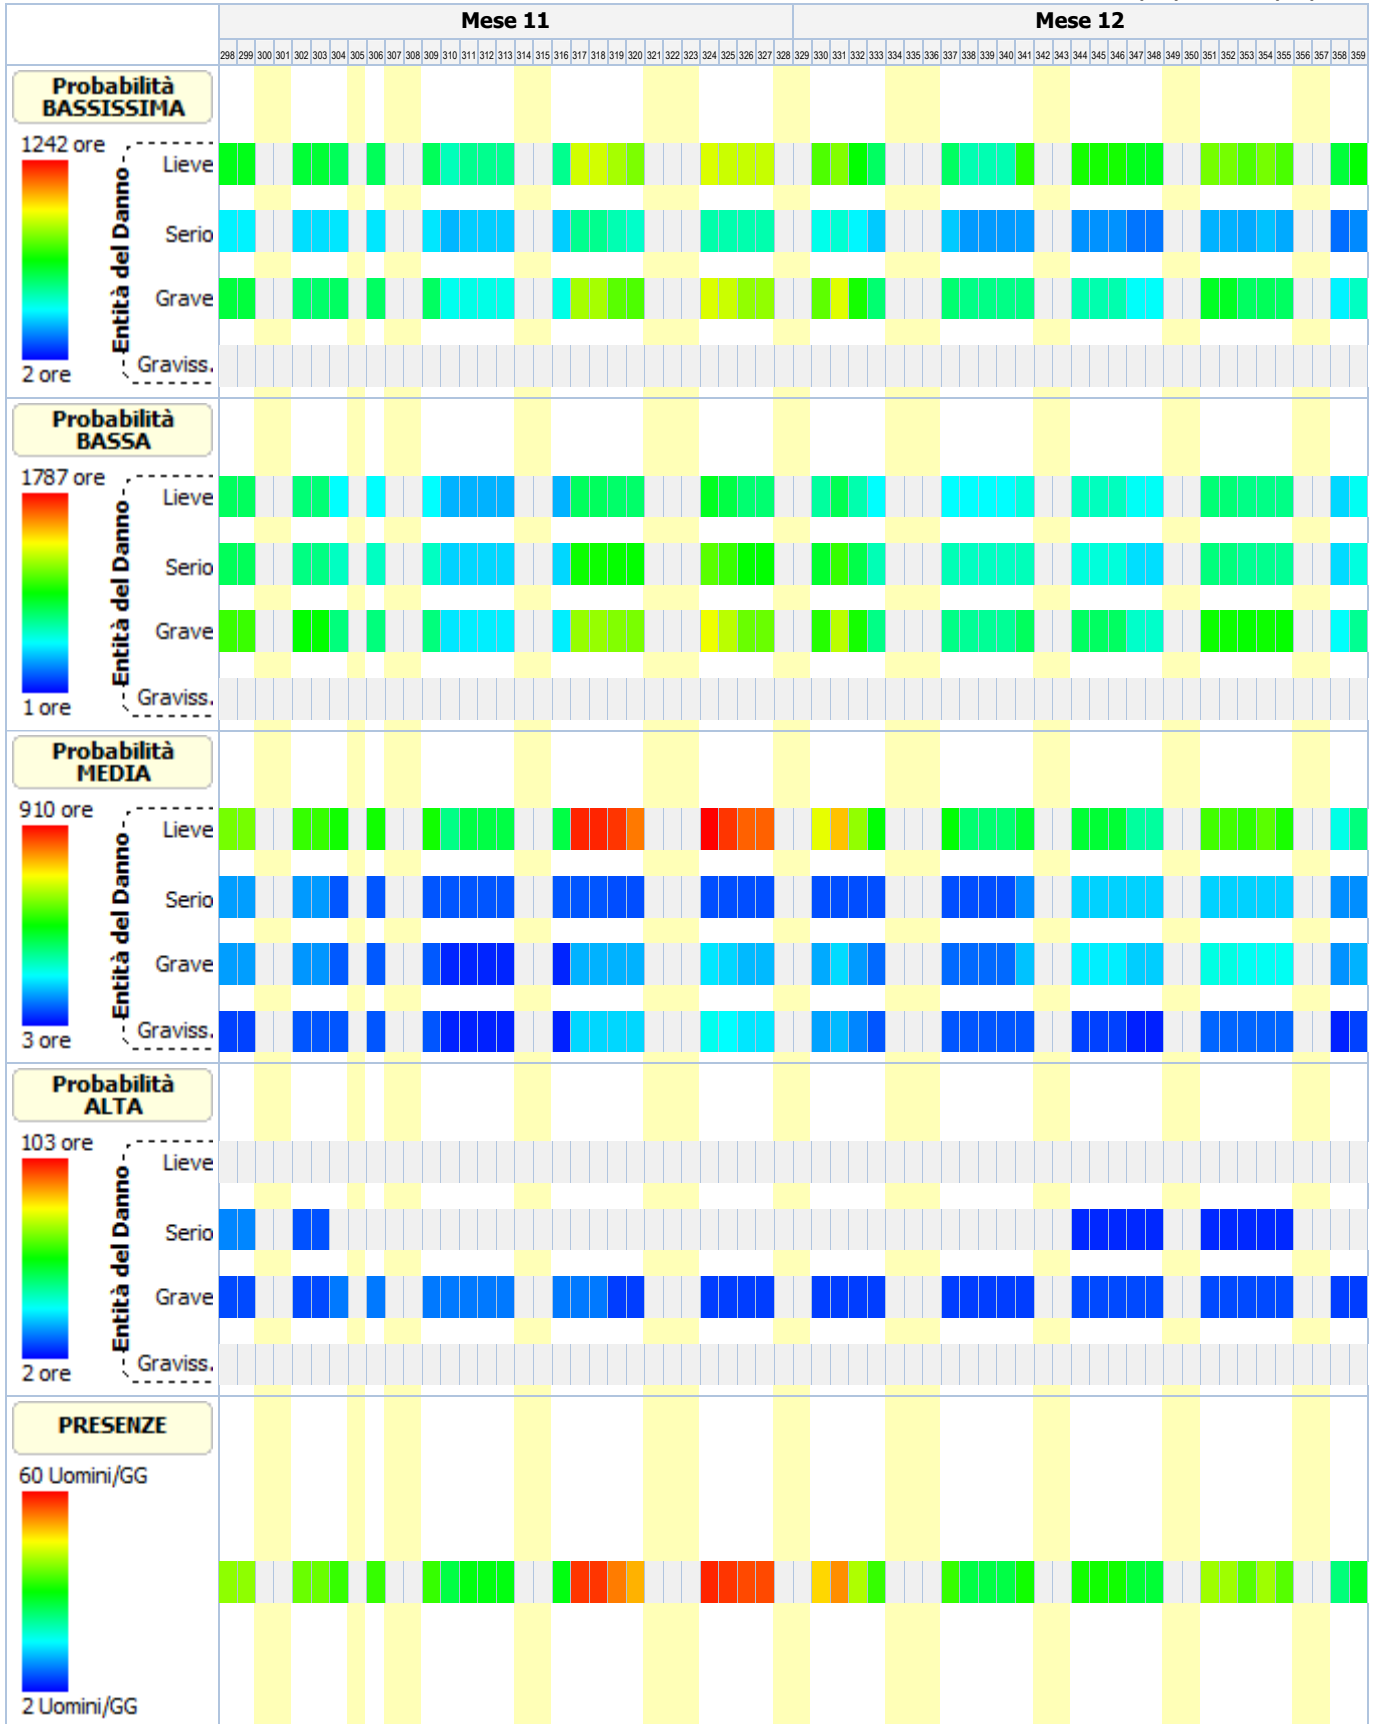 Mese 11 Mese 12
298 299 300 301 302 303 304 305 306 307 308 309 310 311 312 313 314 315 316 317 318 319 320 321 322 323 324 325 326 327 328 329 330 331 332 333 334 335 336 337 338 339 340 341 342 343 344 345 346 347 348 349 350 351 352 353 354 355 356 357 358 359
Probabilità
BASSISSIMA
1242 ore
Entità del Danno
Lieve
Serio
Grave
Graviss.
2 ore
Probabilità
BASSA
1787 ore
Entità del Danno
Lieve
Serio
Grave
Graviss.
1 ore
Probabilità
MEDIA
910 ore
Entità del Danno
Lieve
Serio
Grave
Graviss.
3 ore
Probabilità
ALTA
103 ore
Entità del Danno
Lieve
Serio
Grave
Graviss.
2 ore
PRESENZE
60 Uomini/GG
2 Uomini/GG